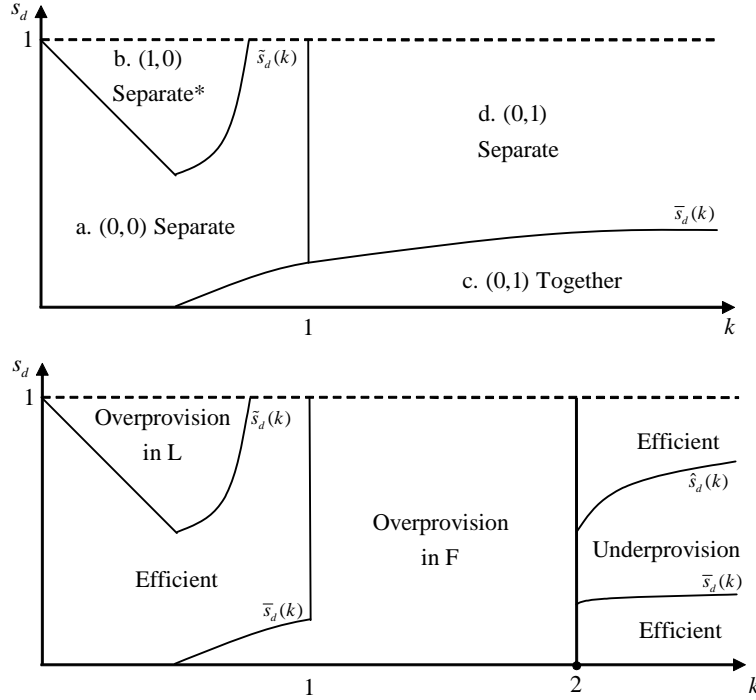 s_d
1
b. (1,0)
Separate*
s̃_d(k)
d. (0,1)
Separate
a. (0,0) Separate
s̅_d(k)
c. (0,1) Together
1
k
s_d
1
Overprovision
in L
s̃_d(k)
Efficient
ŝ_d(k)
Overprovision
in F
Underprovision
Efficient
s̅_d(k)
s̅_d(k)
Efficient
1
2
k